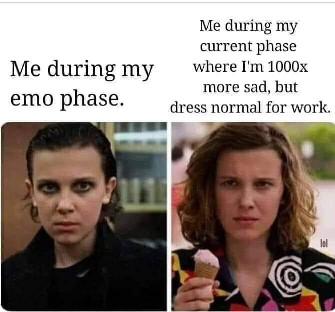 Me during my
emo phase.
Me during my
current phase
where I'm 1000x
more sad, but
dress normal for work.
lol